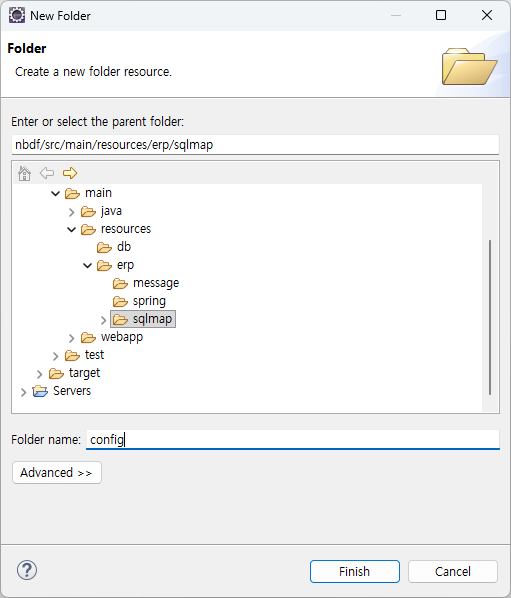 New Folder
Folder
Create a new folder resource.
Enter or select the parent folder:
nbdf/src/main/resources/erp/sqlmap
main
java
resources
db
erp
message
spring
sqlmap
webapp
test
target
Servers
Folder name: config
Advanced >>
? Finish Cancel